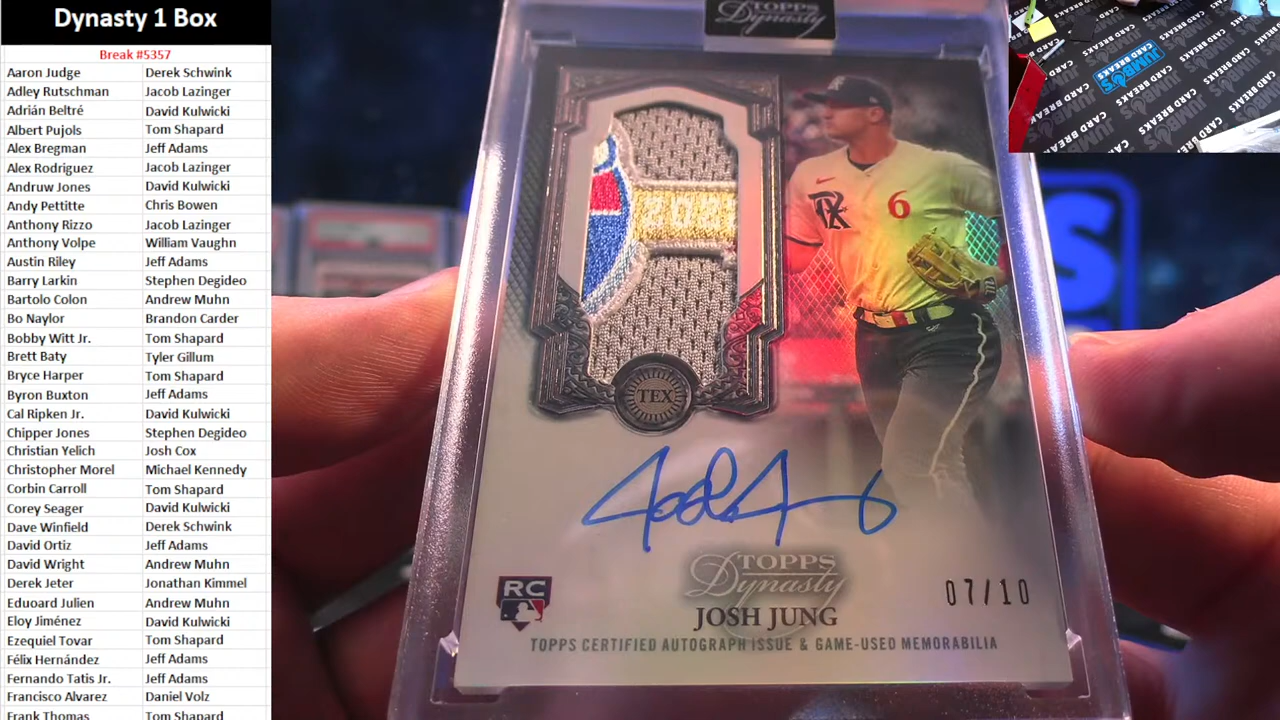 Dynasty 1 Box
Break #5357
Aaron Judge Derek Schwink
Adley Rutschman Jacob Lazinger
Adrián Beltré David Kulwicki
Albert Pujols Tom Shapard
Alex Bregman Jeff Adams
Alex Rodriguez Jacob Lazinger
Andruw Jones David Kulwicki
Andy Pettitte Chris Bowen
Anthony Rizzo Jacob Lazinger
Anthony Volpe William Vaughn
Austin Riley Jeff Adams
Barry Larkin Stephen Degideo
Bartolo Colon Andrew Muhn
Bo Naylor Brandon Carder
Bobby Witt Jr. Tom Shapard
Brett Baty Tyler Gillum
Bryce Harper Tom Shapard
Byron Buxton Jeff Adams
Cal Ripken Jr. David Kulwicki
Chipper Jones Stephen Degideo
Christian Yelich Josh Cox
Christopher Morel Michael Kennedy
Corbin Carroll Tom Shapard
Corey Seager David Kulwicki
Dave Winfield Derek Schwink
David Ortiz Jeff Adams
David Wright Andrew Muhn
Derek Jeter Jonathan Kimmel
Eduoard Julien Andrew Muhn
Eloy Jiménez David Kulwicki
Ezequiel Tovar Tom Shapard
Félix Hernández Jeff Adams
Fernando Tatis Jr. Jeff Adams
Francisco Alvarez Daniel Volz
Frank Thomas Tom Shapard
TOPPS
Dynasty
6
TEX
Josh Jung
TOPPS
Dynasty
RC
07/10
JOSH JUNG
TOPPS CERTIFIED AUTOGRAPH ISSUE & GAME-USED MEMORABILIA
JUMBO'S
CARD BREAKS